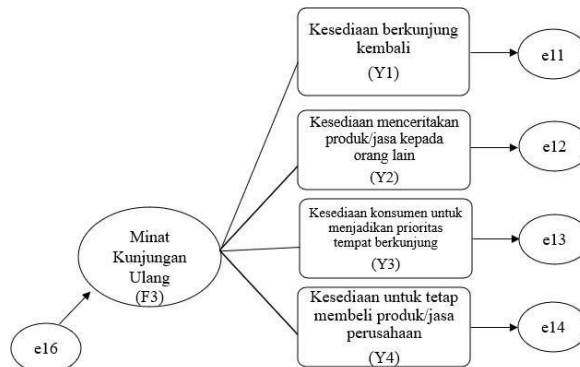 Kesediaan berkunjung
kembali
(Y1)
e11
Kesediaan menceritakan
produk/jasa kepada
orang lain
(Y2)
e12
Kesediaan konsumen untuk
menjadikan prioritas
tempat berkunjung
(Y3)
e13
Minat
Kunjungan
Ulang
(F3)
Kesediaan untuk tetap
membeli produk/jasa
perusahaan
(Y4)
e14
e16